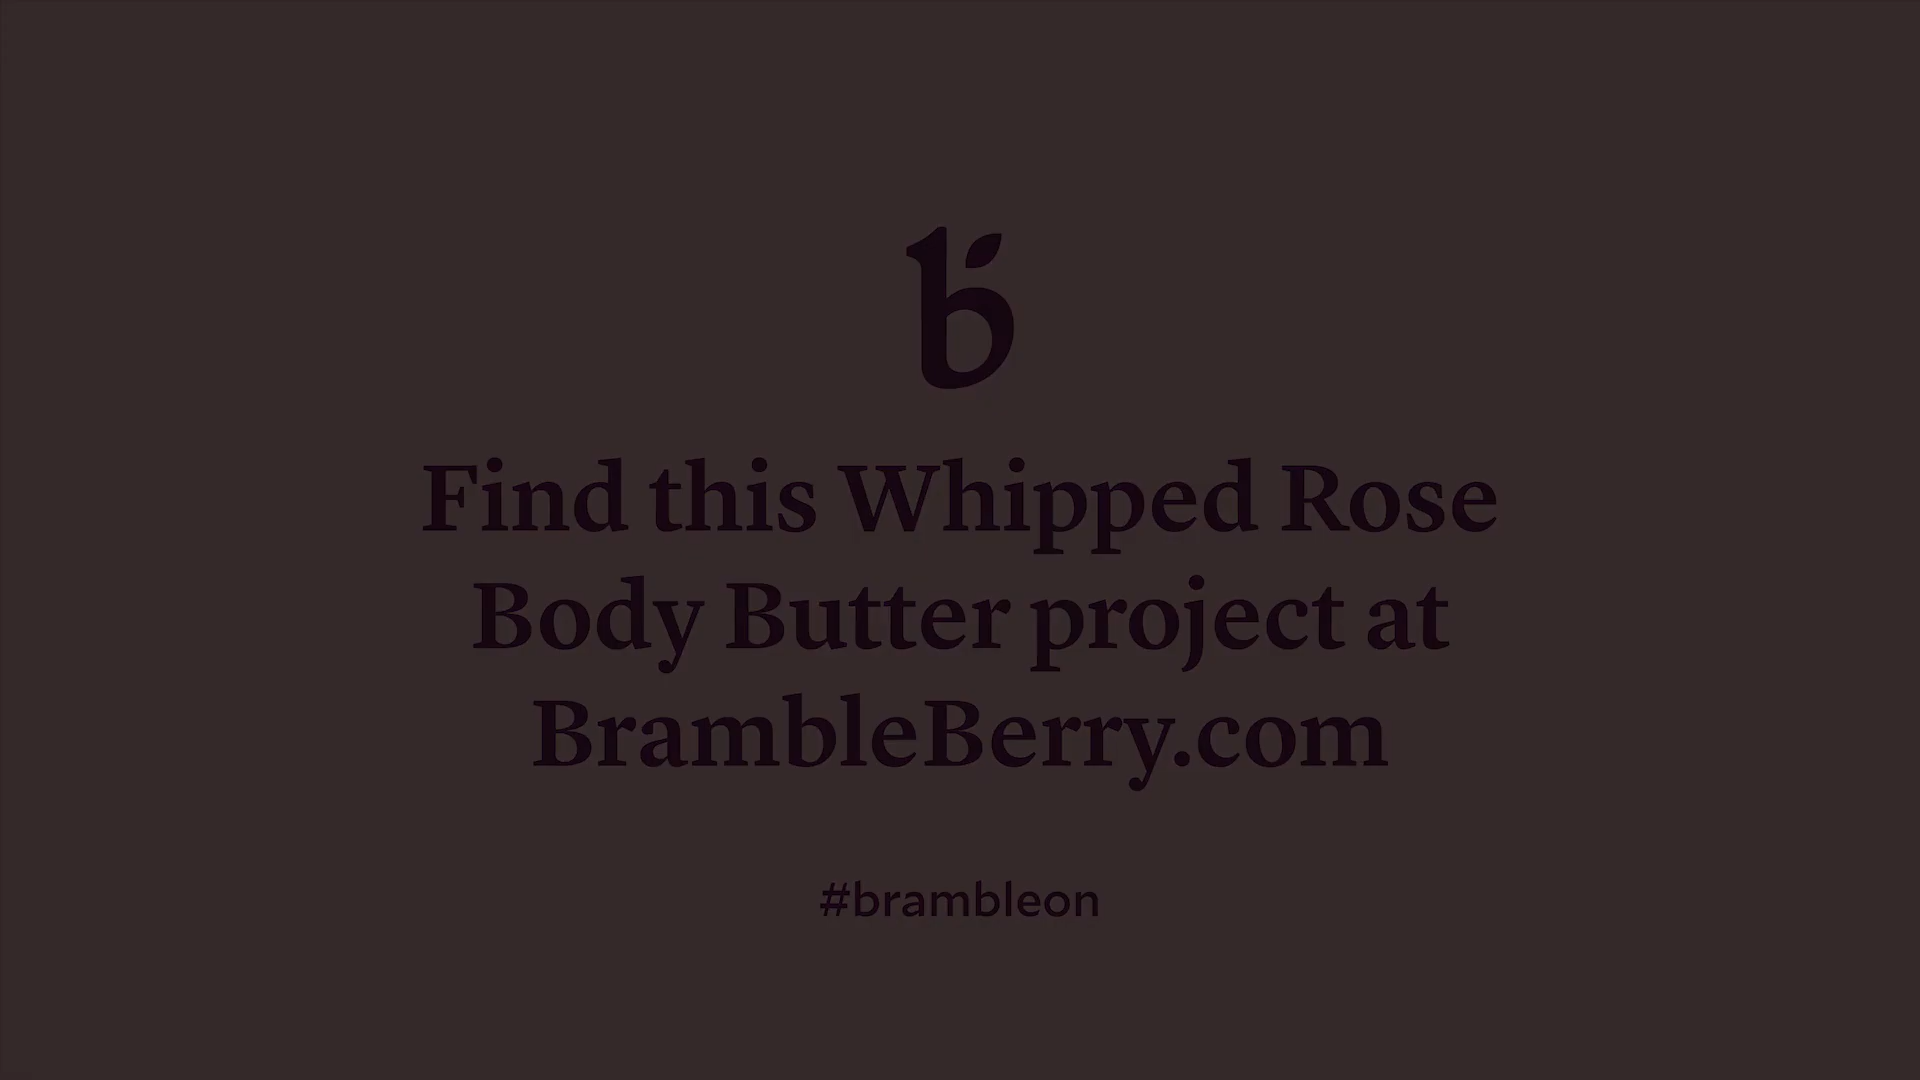 b
Find this Whipped Rose
Body Butter project at
BrambleBerry.com
#brambleon